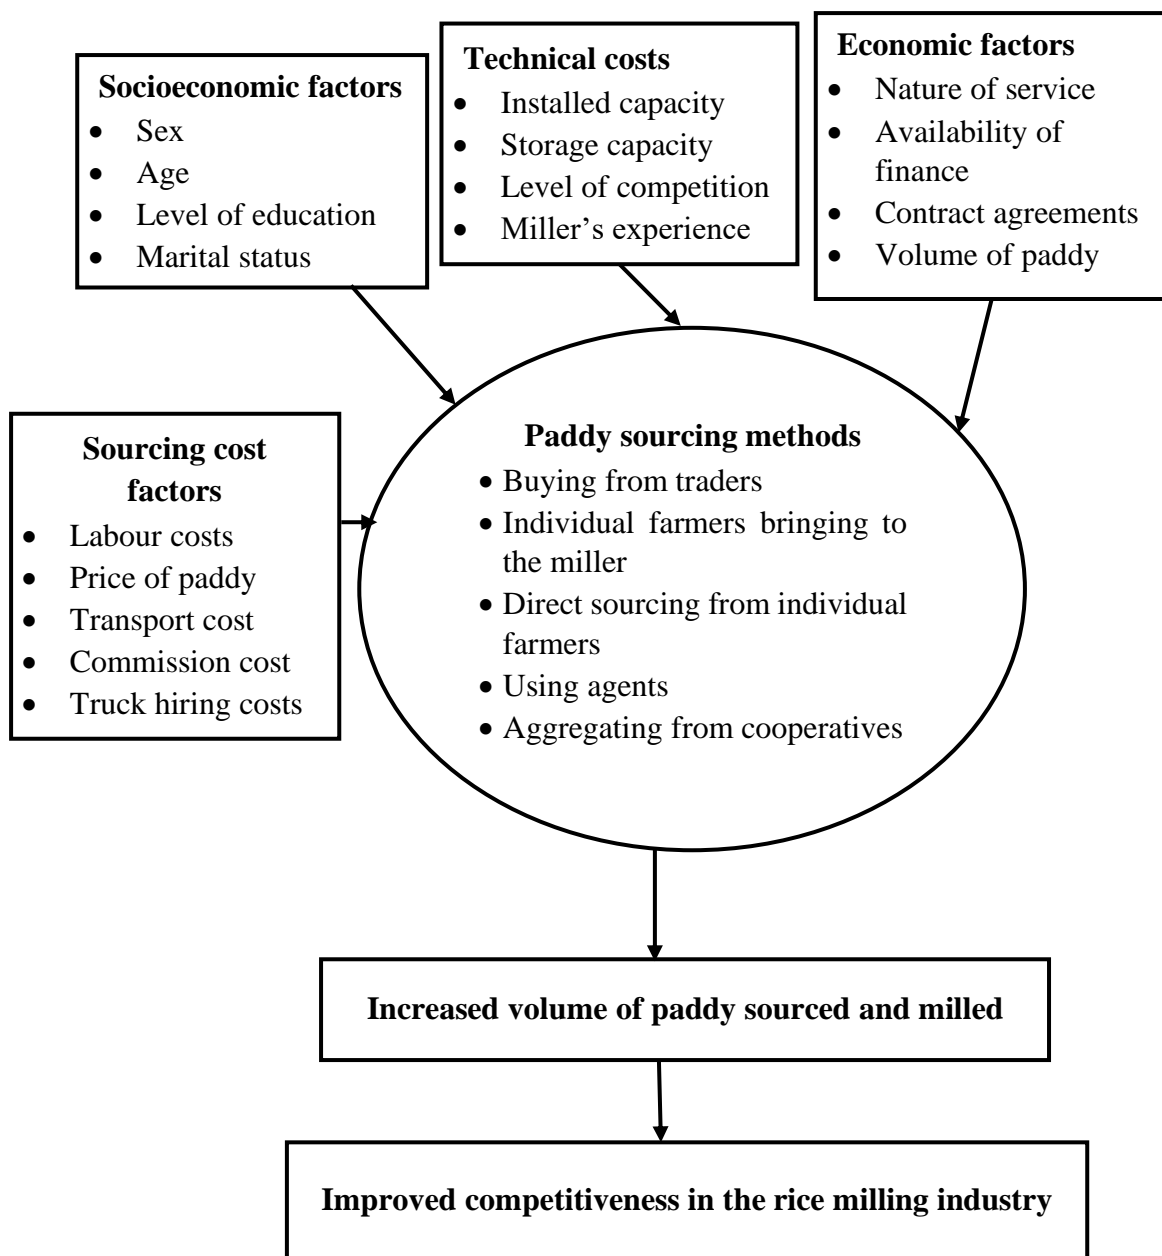 Socioeconomic factors
• Sex
• Age
• Level of education
• Marital status
Technical costs
• Installed capacity
• Storage capacity
• Level of competition
• Miller’s experience
Economic factors
• Nature of service
• Availability of
finance
• Contract agreements
• Volume of paddy
Sourcing cost
factors
• Labour costs
• Price of paddy
• Transport cost
• Commission cost
• Truck hiring costs
Paddy sourcing methods
• Buying from traders
• Individual farmers bringing to
the miller
• Direct sourcing from individual
farmers
• Using agents
• Aggregating from cooperatives
Increased volume of paddy sourced and milled
Improved competitiveness in the rice milling industry